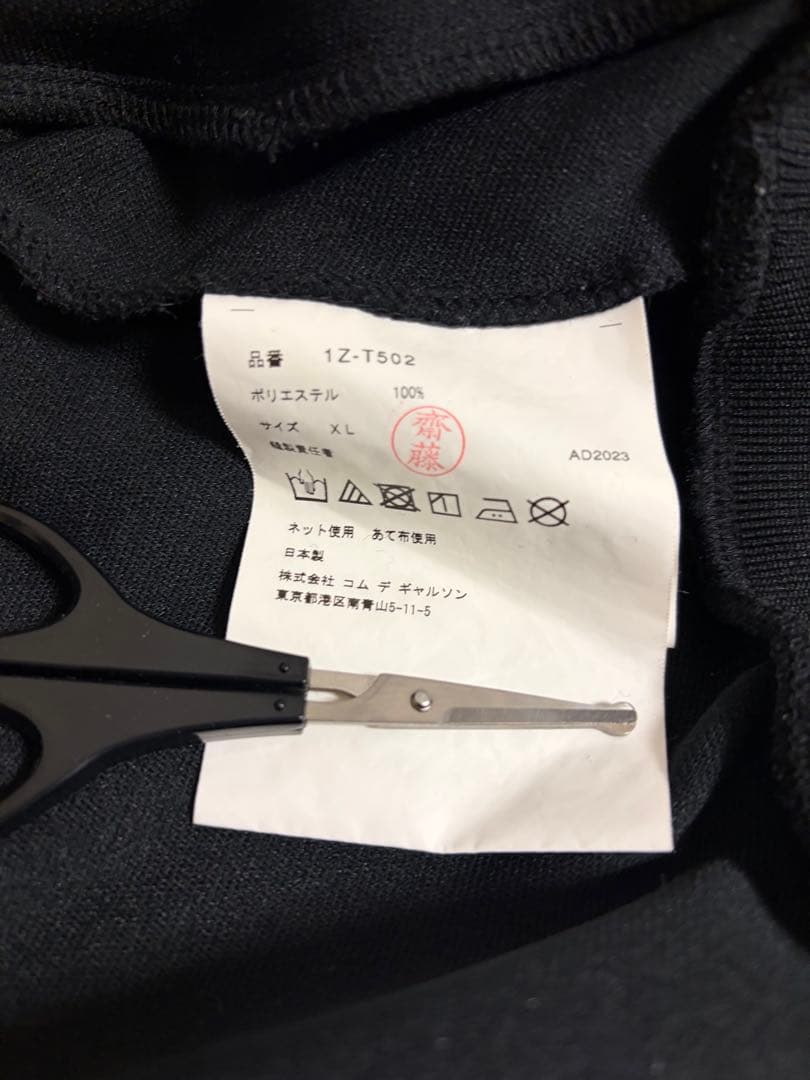 品番 1Z-T502
ポリエステル 100%
サイズ XL
縫製責任者 齋藤 AD2023
ネット使用 あて布使用
日本製
株式会社 コム デ ギャルソン
東京都港区南青山5-11-5